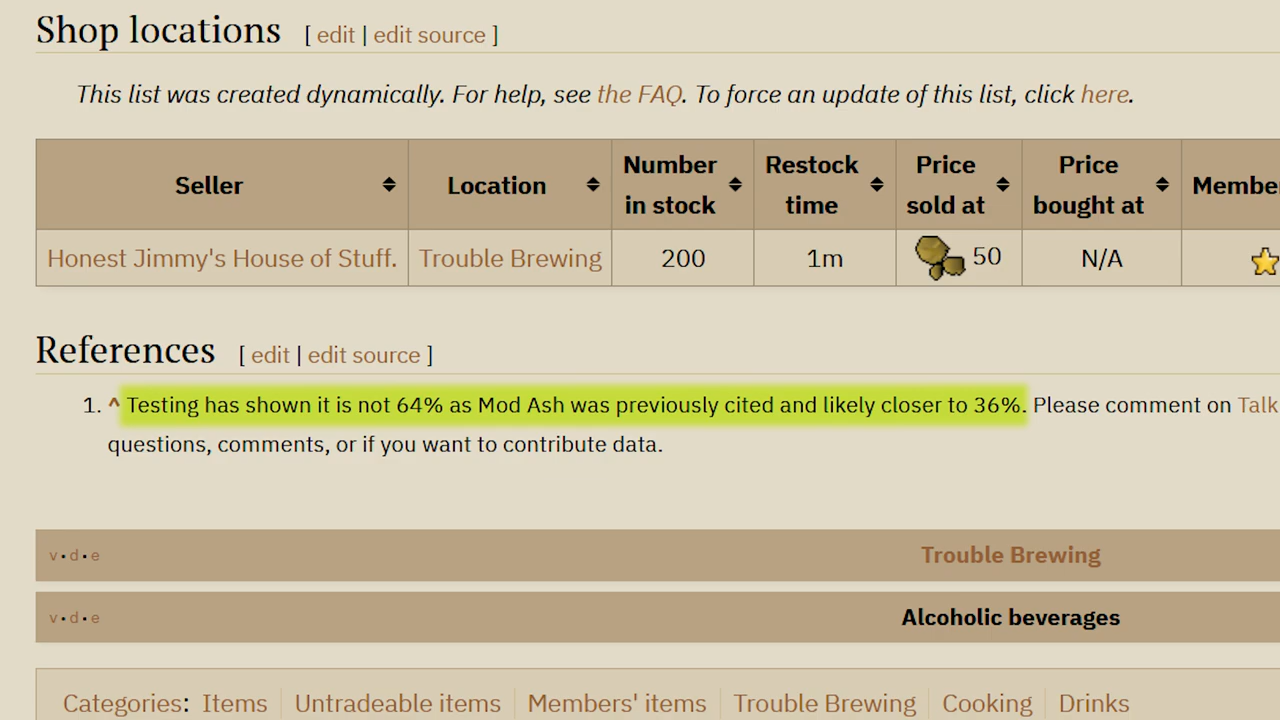 Shop locations [ edit | edit source ]
This list was created dynamically. For help, see the FAQ. To force an update of this list, click here.
Seller Location Number in stock Restock time Price sold at Price bought at
Honest Jimmy's House of Stuff. Trouble Brewing 200 1m 50 N/A
References [ edit | edit source ]
1. ^ Testing has shown it is not 64% as Mod Ash was previously cited and likely closer to 36%. Please comment on Talk
questions, comments, or if you want to contribute data.
v • d • e Trouble Brewing
v • d • e Alcoholic beverages
Categories: Items Untradeable items Members' items Trouble Brewing Cooking Drinks